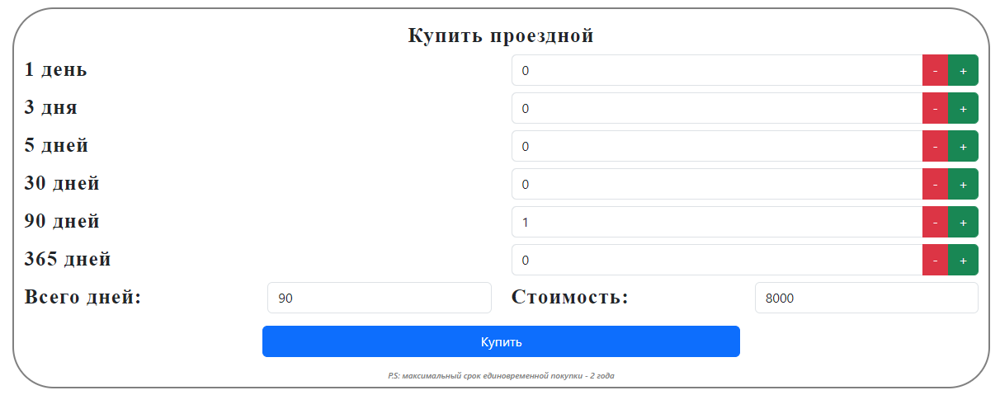 Купить проездной
1 день 0 - +
3 дня 0 - +
5 дней 0 - +
30 дней 0 - +
90 дней 1 - +
365 дней 0 - +
Всего дней: 90 Стоимость: 8000
Купить
P.S: максимальный срок единовременной покупки - 2 года